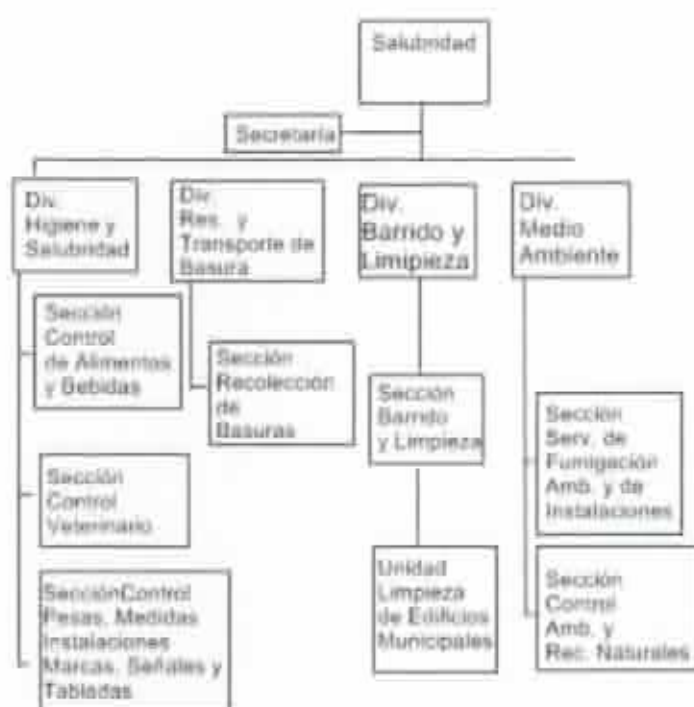 Salubridad
Secretaría
Div.
Higiene y
Salubridad
Div.
Res. y
Transporte de
Basura
Div.
Barrido y
Limipieza
Div.
Medio
Ambiente
Sección
Control
de Alimentos
y Bebidas
Sección
Recolección
de
Basuras
Sección
Barrido
y Limpieza
Sección
Serv. de
Fumigación
Amb. y de
Instalaciones
Sección
Control
Veterinario
Unidad
Limpieza
de Edificios
Municipales
Sección
Control
Amb. y
Rec. Naturales
SecciónControl
Pesas. Medidas
Instalaciones
Marcas. Señales y
Tabladas